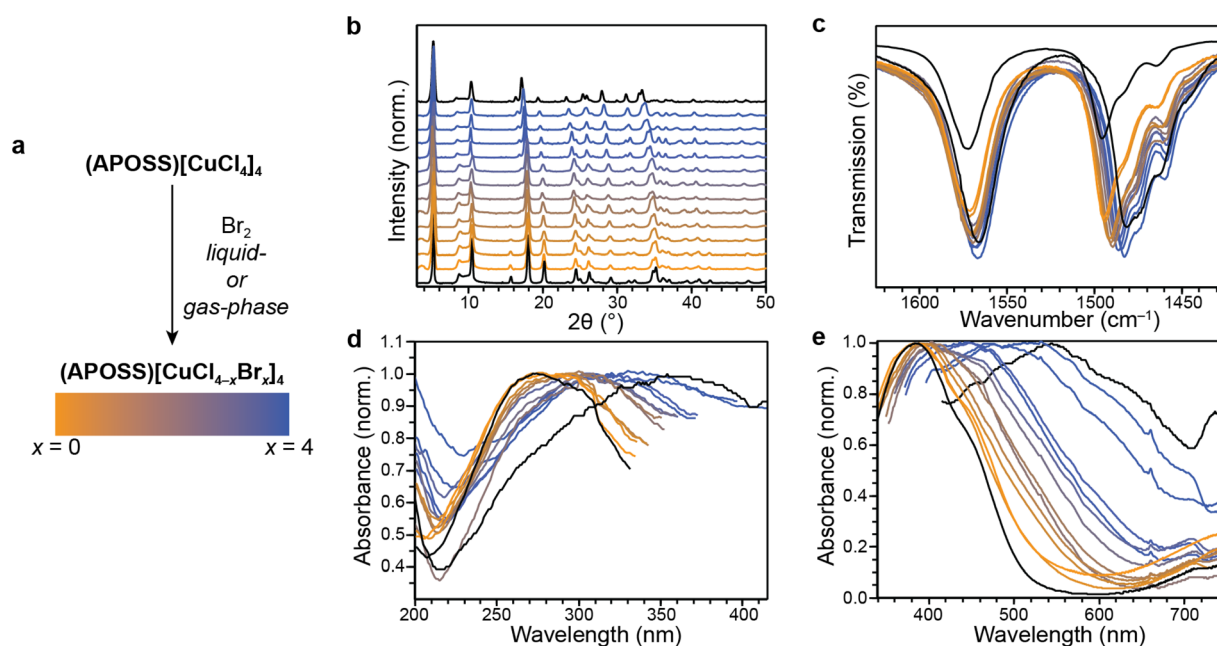 a
(APOSS)[CuCl₄]₄
Br₂
liquid-
or
gas-phase
(APOSS)[CuCl₄₋ₓBrₓ]₄
x = 0
x = 4
b
Intensity (norm.)
10
20
30
40
50
2θ (°)
c
Transmission (%)
1600
1550
1500
1450
Wavenumber (cm⁻¹)
d
Absorbance (norm.)
1.1
1.0
0.9
0.8
0.7
0.6
0.5
0.4
200
250
300
350
400
Wavelength (nm)
e
Absorbance (norm.)
1.0
0.8
0.6
0.4
0.2
0.0
400
500
600
700
Wavelength (nm)